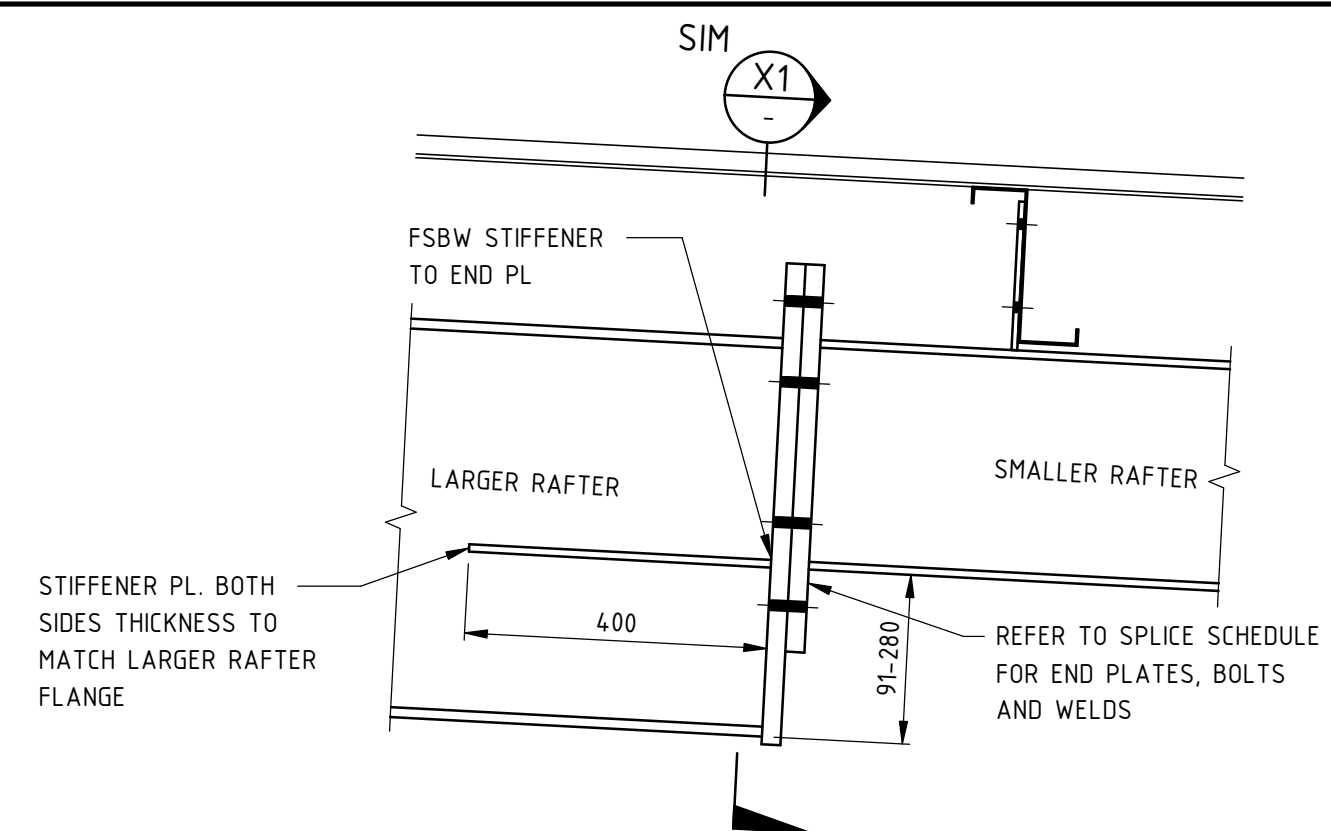 SIM
X1
-
FSBW STIFFENER
TO END PL
LARGER RAFTER
SMALLER RAFTER
STIFFENER PL. BOTH
SIDES THICKNESS TO
MATCH LARGER RAFTER
FLANGE
400
91-280
REFER TO SPLICE SCHEDULE
FOR END PLATES, BOLTS
AND WELDS